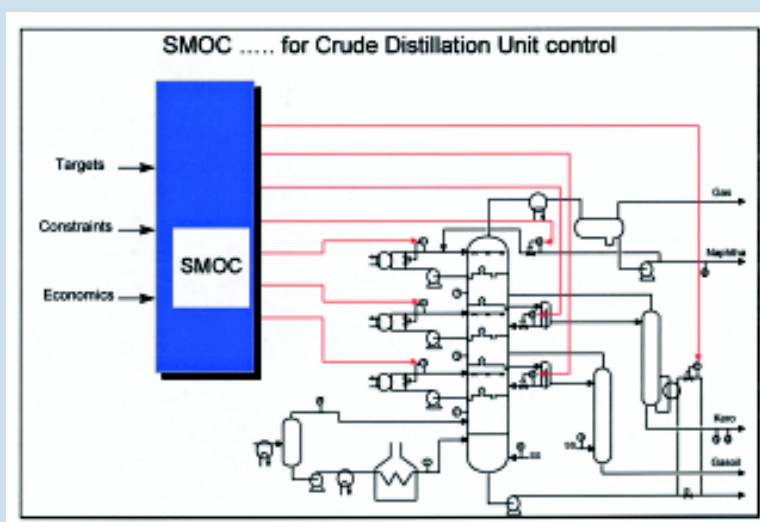 SMOC ..... for Crude Distillation Unit control
Targets
Constraints
SMOC
Economics
Gas
Naphtha
Kero
Gasoil